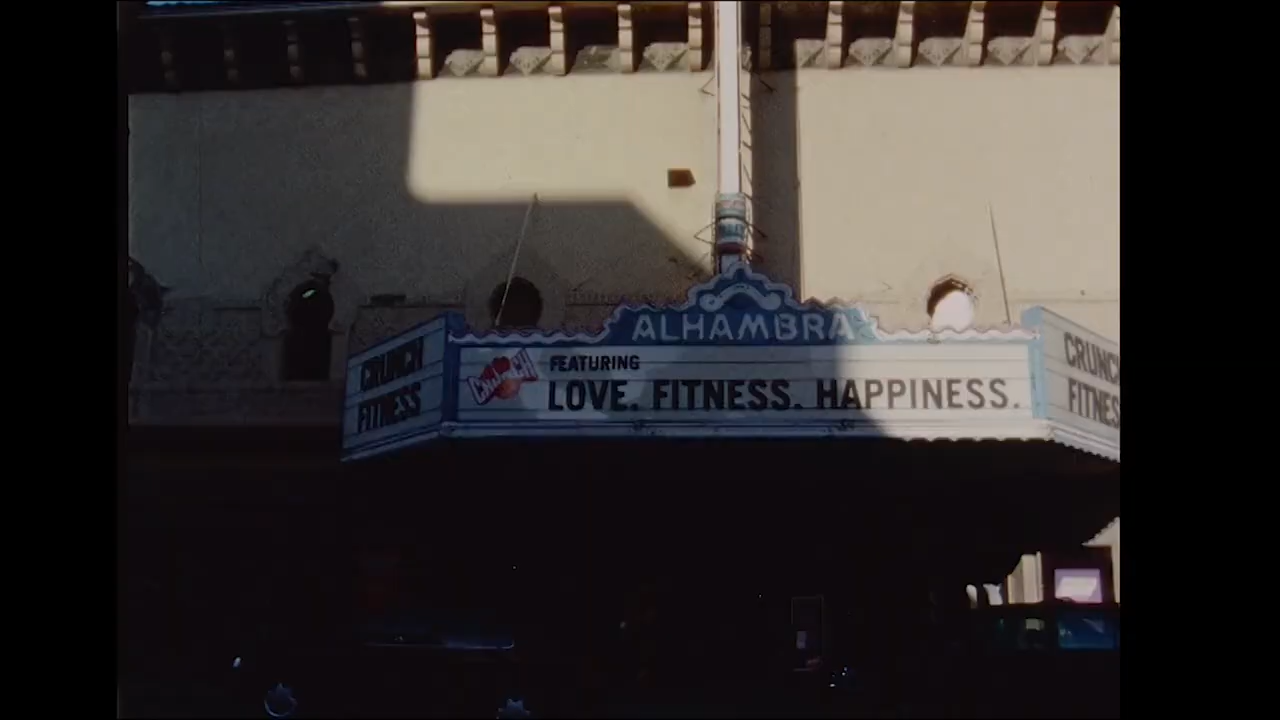 ALHAMBRA
CRUNCH
FITNESS
CRUNCH
FEATURING
LOVE. FITNESS. HAPPINESS.
CRUNCH
FITNESS